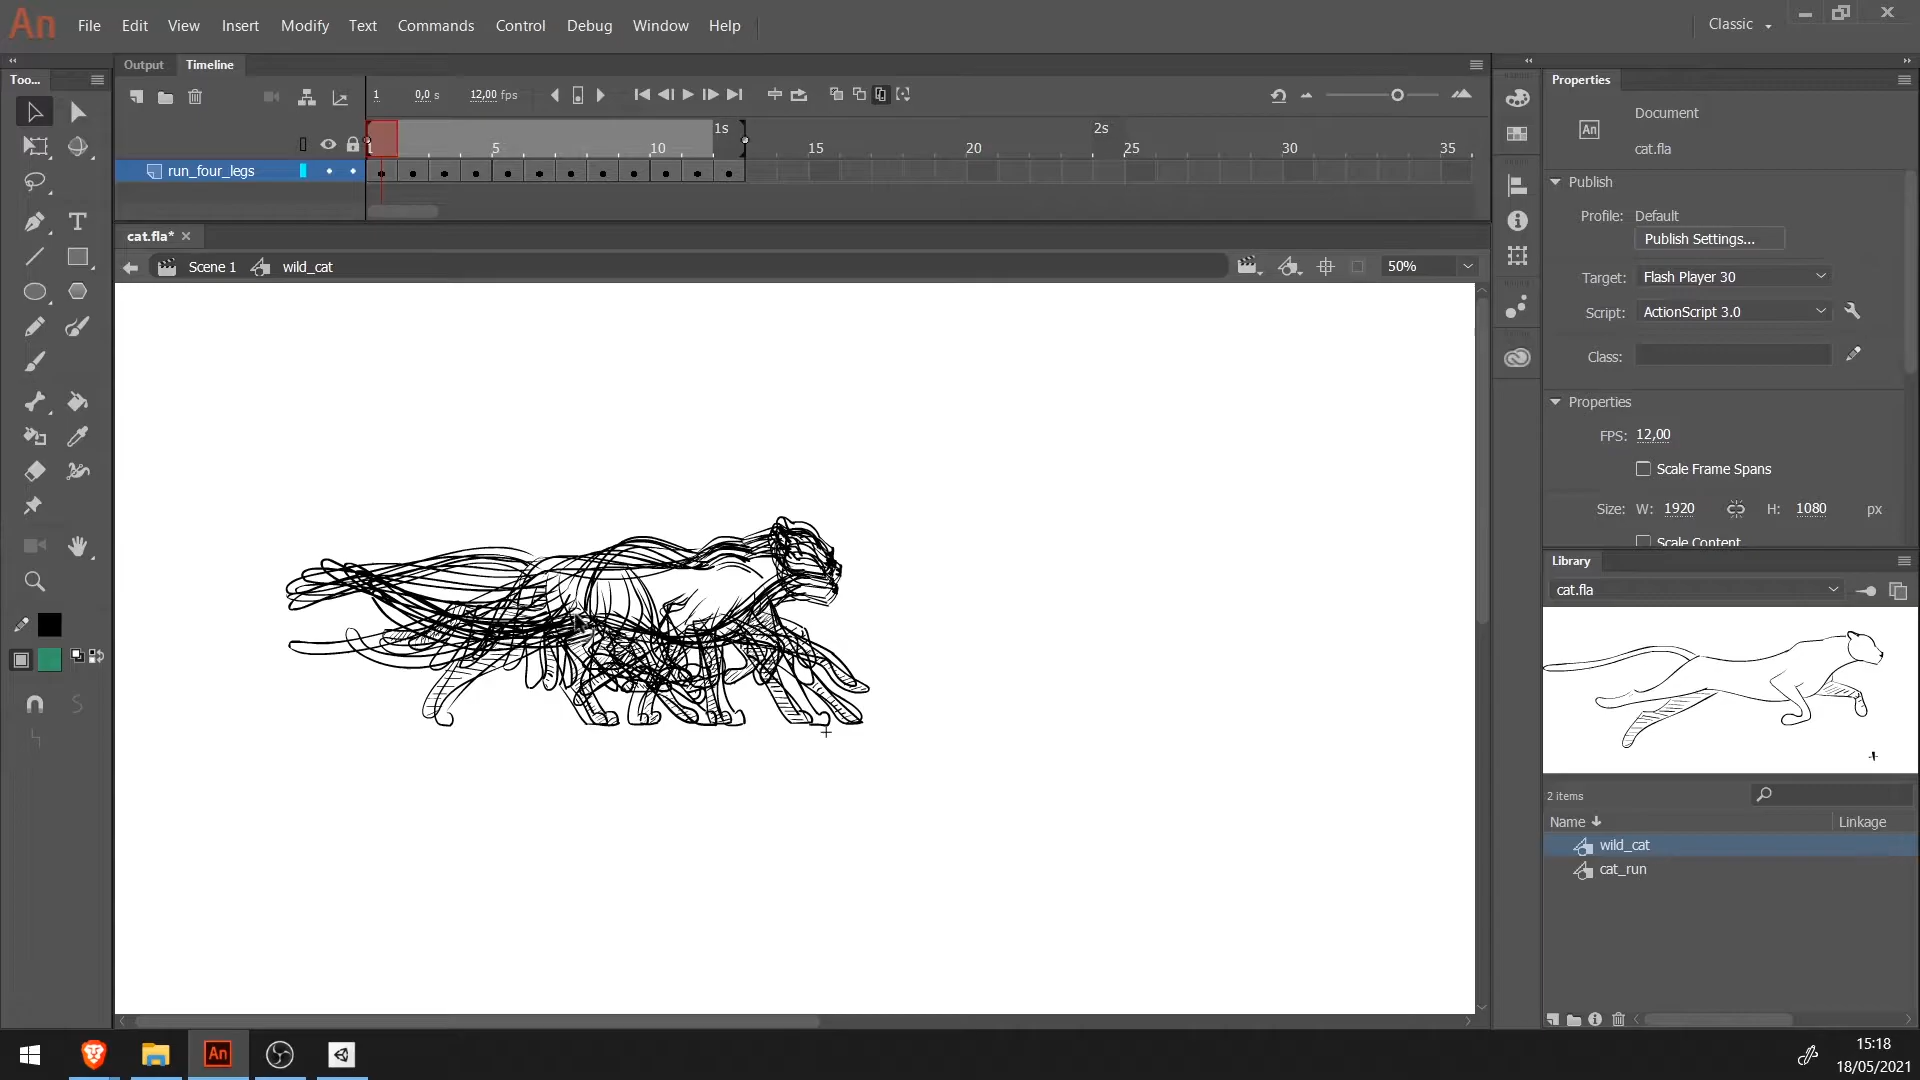 An File Edit View Insert Modify Text Commands Control Debug Window Help Classic
Too...
Output Timeline
1 0,0 s 12,00 fps
1s 2s
1 5 10 15 20 25 30 35
run_four_legs
cat.fla*
Scene 1 wild_cat 50%
T
Properties
Document
An
cat.fla
Publish
Profile: Default
Publish Settings...
Target: Flash Player 30
Script: ActionScript 3.0
Class:
Properties
FPS: 12,00
Scale Frame Spans
Size: W: 1920 H: 1080 px
Scale Content
Library
cat.fla
2 items
Name Linkage
wild_cat
cat_run
An
15:18
18/05/2021